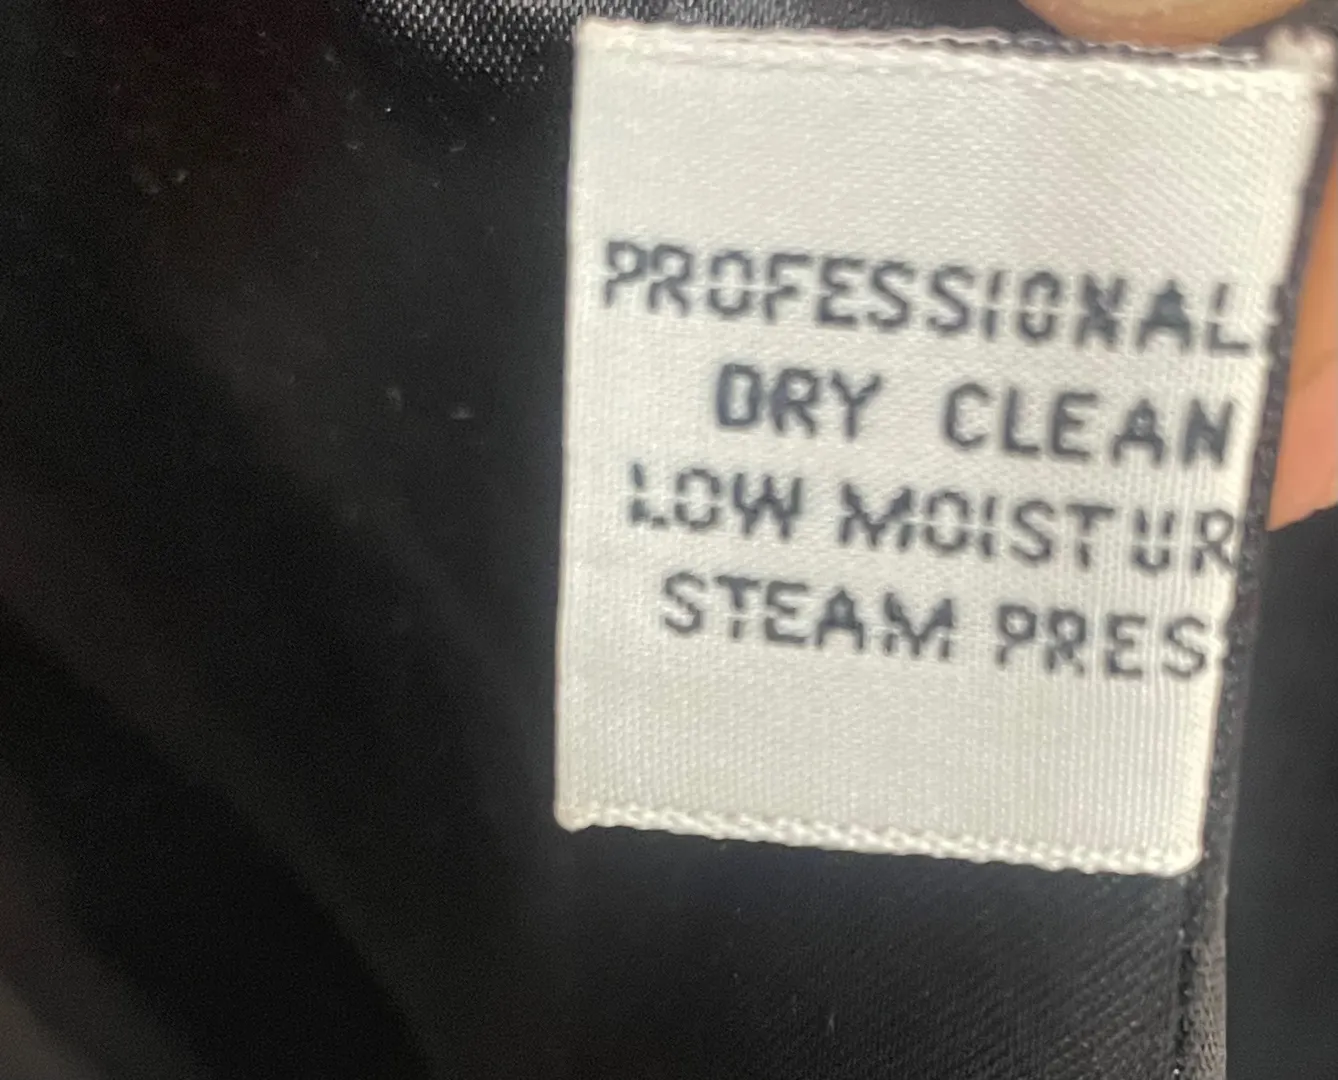 PROFESSIONAL
DRY CLEAN
LOW MOISTUR
STEAM PRES